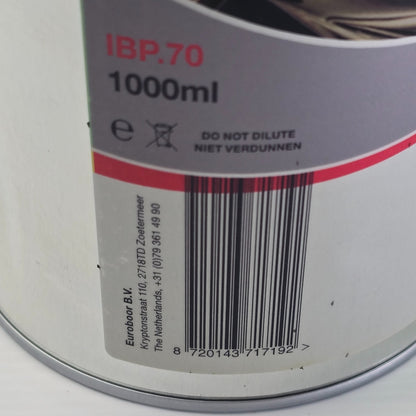 IBP.70
1000ml
e
DO NOT DILUTE
NIET VERDUNNEN
Euroboor B.V.
Kryptonstraat 110, 2718TD Zoetermeer
The Netherlands, +31 (0)79 361 49 90
8 720143 717192 >